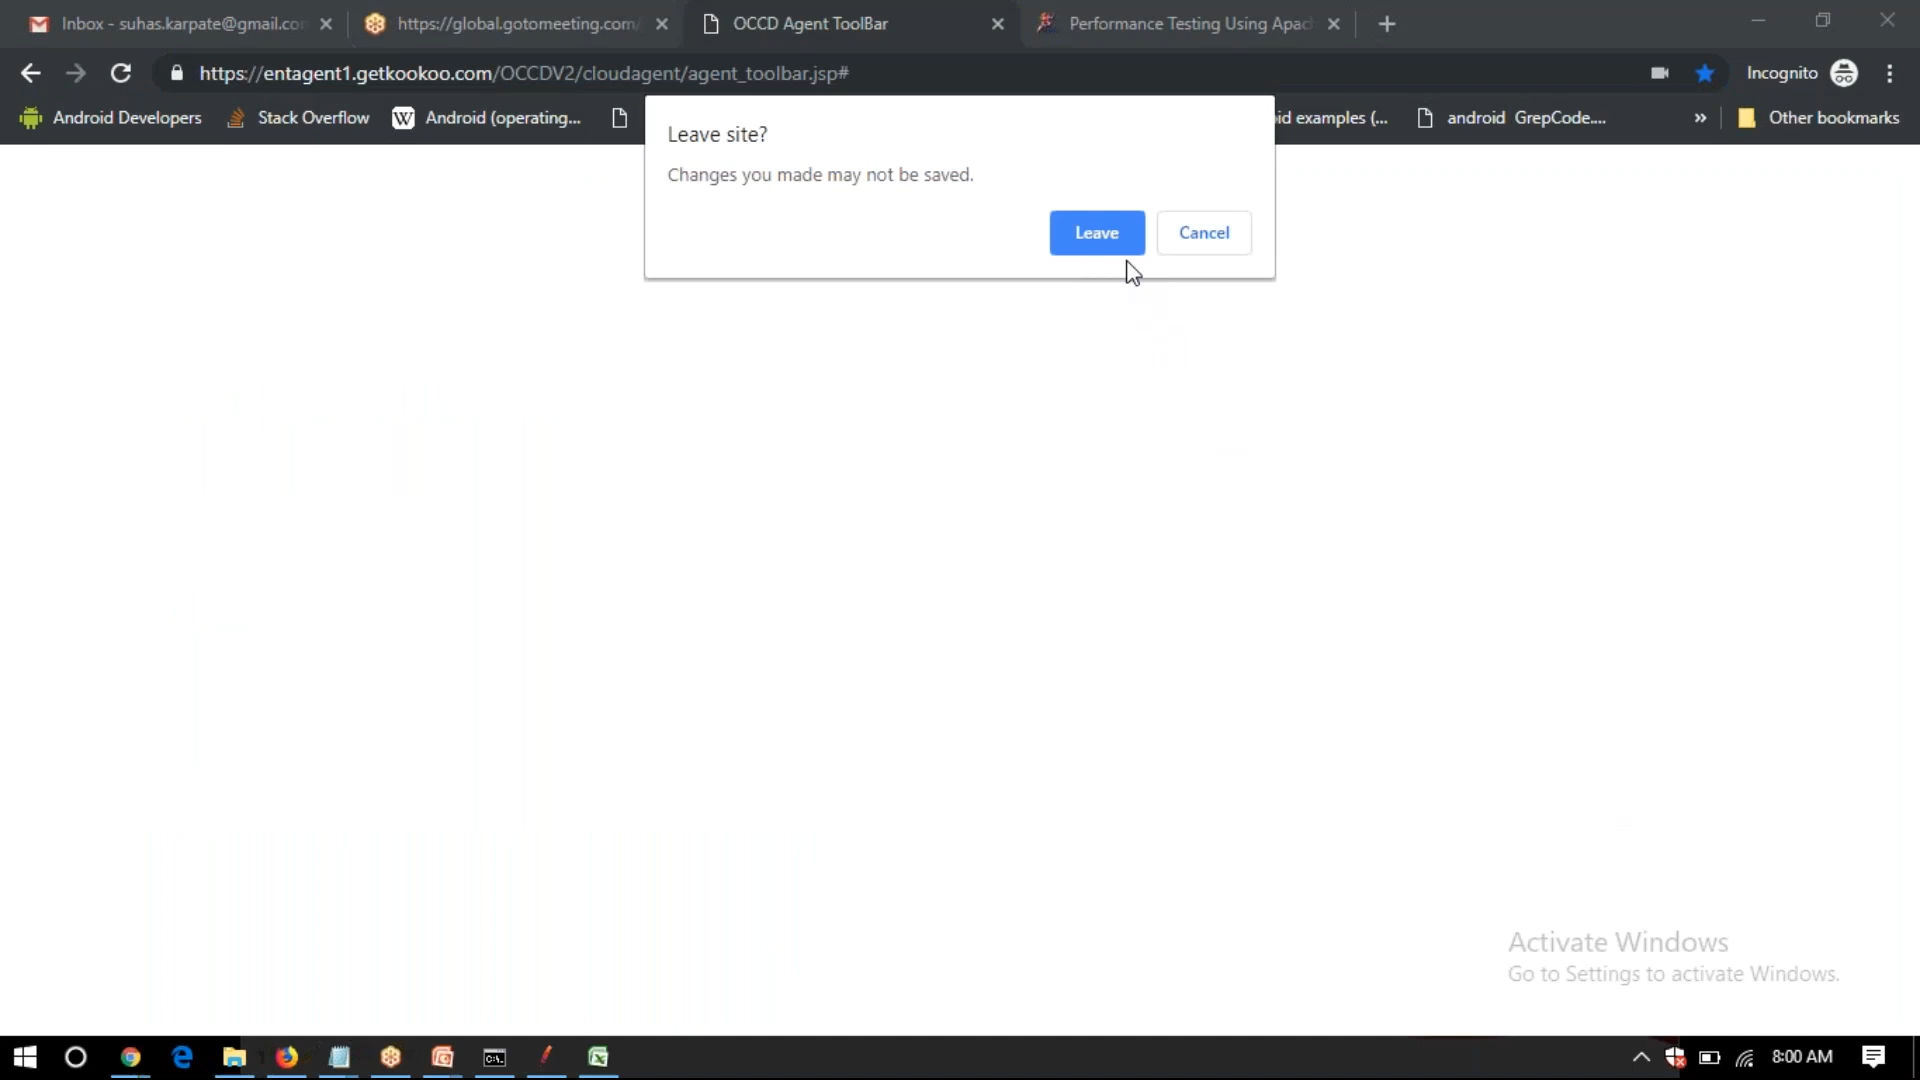 Inbox - suhas.karpate@gmail.co
https://global.gotomeeting.com/
OCCD Agent ToolBar
Performance Testing Using Apac
https://entagent1.getkookoo.com/OCCDV2/cloudagent/agent_toolbar.jsp#
Incognito
Android Developers
Stack Overflow
W
Android (operating...
id examples (...
android GrepCode....
»
Other bookmarks
Leave site?
Changes you made may not be saved.
Leave
Cancel
Activate Windows
Go to Settings to activate Windows.
8:00 AM